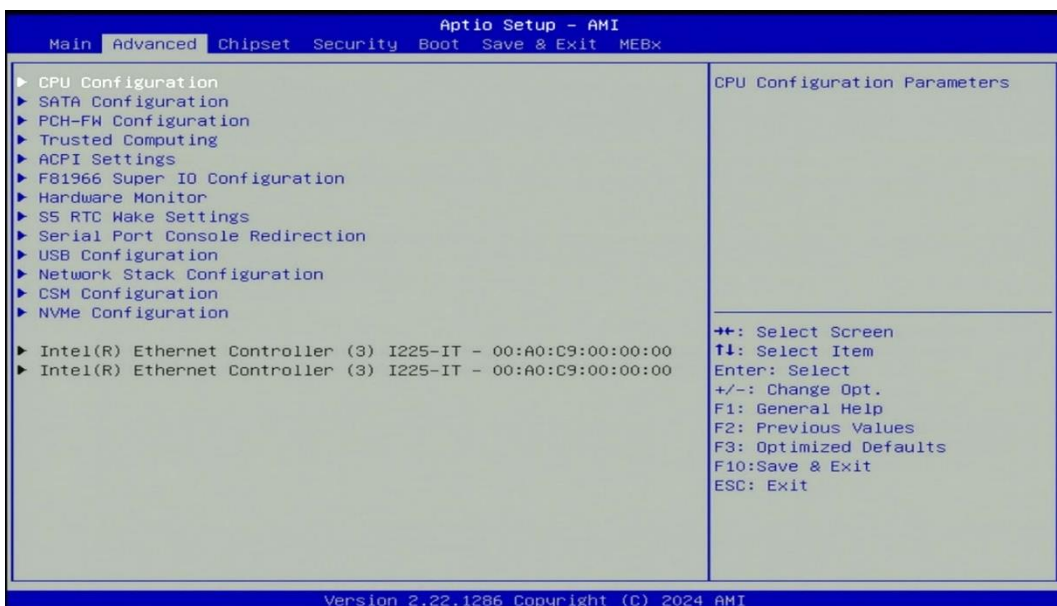 Aptio Setup – AMI
Main Advanced Chipset Security Boot Save & Exit MEBx
▶ CPU Configuration
▶ SATA Configuration
▶ PCH-FW Configuration
▶ Trusted Computing
▶ ACPI Settings
▶ F81966 Super IO Configuration
▶ Hardware Monitor
▶ S5 RTC Wake Settings
▶ Serial Port Console Redirection
▶ USB Configuration
▶ Network Stack Configuration
▶ CSM Configuration
▶ NVMe Configuration
▶ Intel(R) Ethernet Controller (3) I225-IT - 00:A0:C9:00:00:00
▶ Intel(R) Ethernet Controller (3) I225-IT - 00:A0:C9:00:00:00
CPU Configuration Parameters
→←: Select Screen
↑↓: Select Item
Enter: Select
+/-: Change Opt.
F1: General Help
F2: Previous Values
F3: Optimized Defaults
F10:Save & Exit
ESC: Exit
Version 2.22.1286 Copyright (C) 2024 AMI